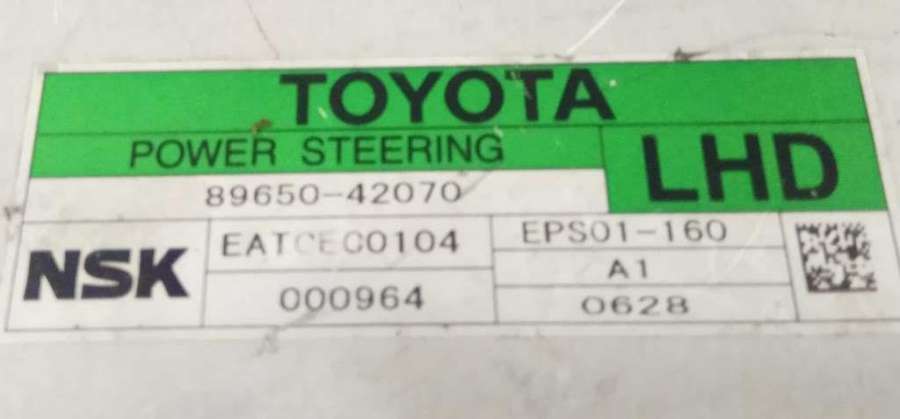 TOYOTA
POWER STEERING
LHD
89650-42070
NSK
EATCEC0104
000964
EPS01-160
A1
0628